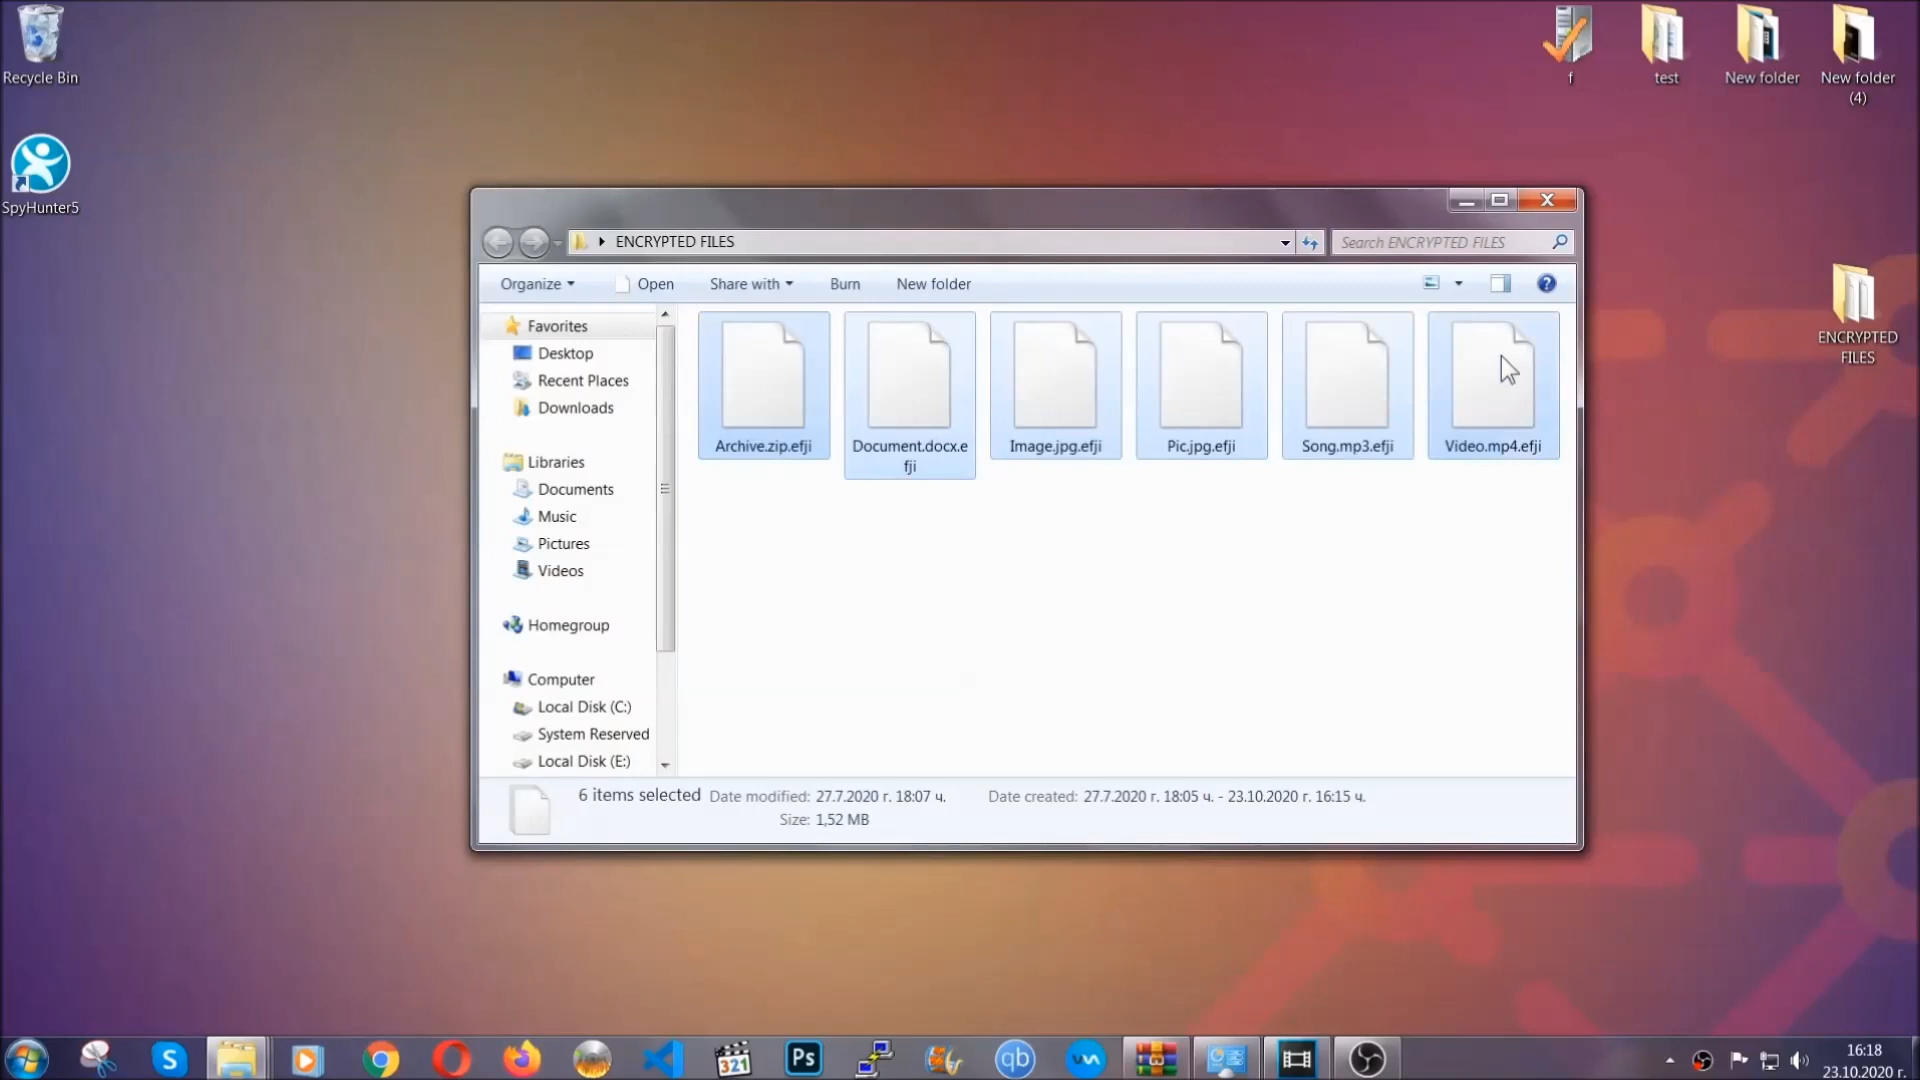 Recycle Bin
SpyHunter5
f
test
New folder
New folder
(4)
ENCRYPTED
FILES
ENCRYPTED FILES
Search ENCRYPTED FILES
Organize
Open
Share with
Burn
New folder
Favorites
Desktop
Recent Places
Downloads
Libraries
Documents
Music
Pictures
Videos
Homegroup
Computer
Local Disk (C:)
System Reserved
Local Disk (E:)
Archive.zip.efji
Document.docx.e
fji
Image.jpg.efji
Pic.jpg.efji
Song.mp3.efji
Video.mp4.efji
6 items selected Date modified: 27.7.2020 г. 18:07 ч. Date created: 27.7.2020 г. 18:05 ч. - 23.10.2020 г. 16:15 ч.
Size: 1,52 MB
S
321
Ps
qb
16:18
23.10.2020 г.